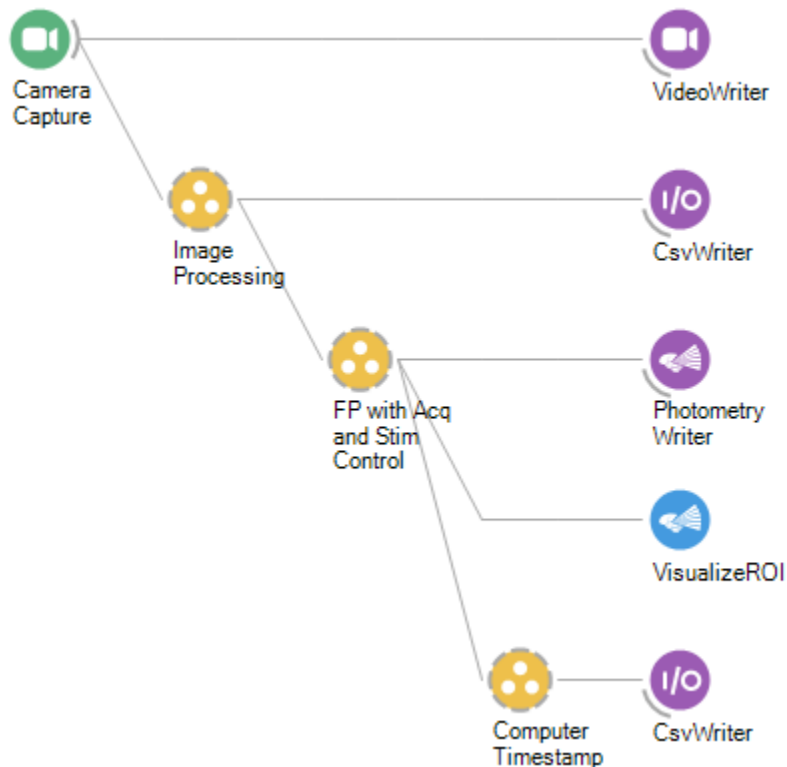 Camera
Capture
VideoWriter
Image
Processing
I/O
CsvWriter
FP with Acq
and Stim
Control
Photometry
Writer
VisualizeROI
Computer
Timestamp
I/O
CsvWriter